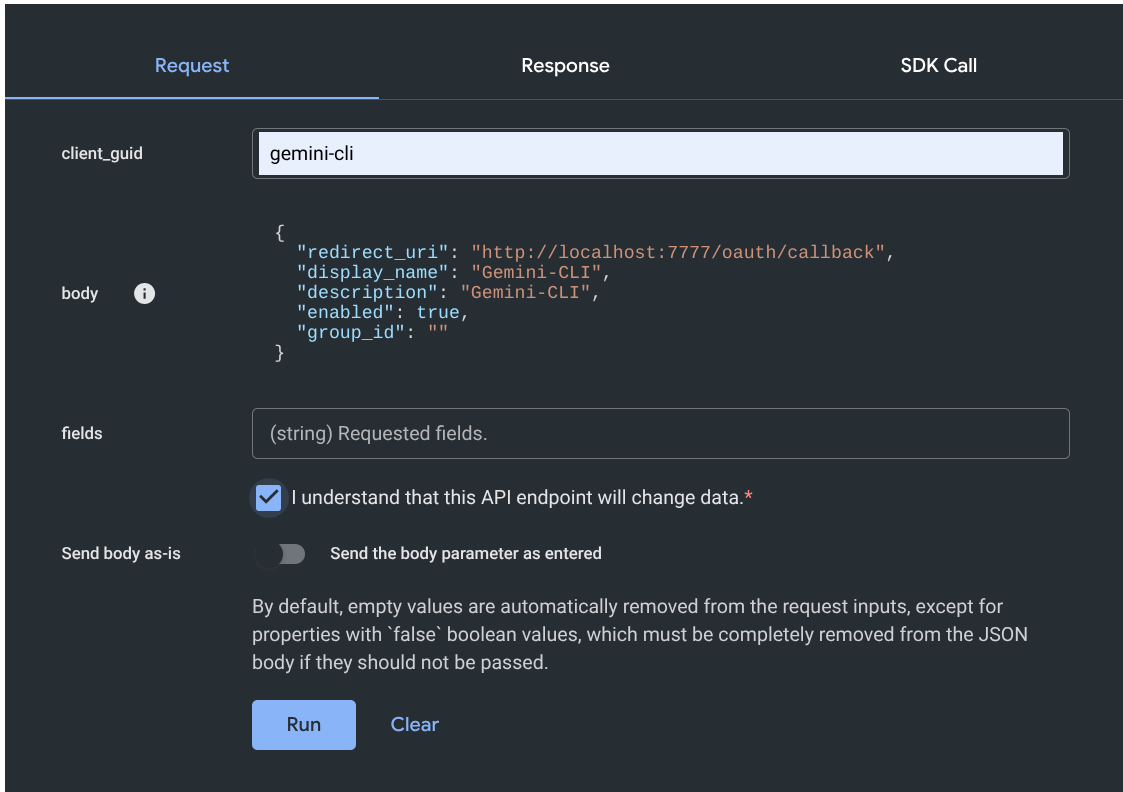 Request Response SDK Call
client_guid gemini-cli
{
"redirect_uri": "http://localhost:7777/oauth/callback",
"display_name": "Gemini-CLI",
"description": "Gemini-CLI",
body i
"enabled": true,
"group_id": ""
}
fields (string) Requested fields.
I understand that this API endpoint will change data.*
Send body as-is Send the body parameter as entered
By default, empty values are automatically removed from the request inputs, except for
properties with `false` boolean values, which must be completely removed from the JSON
body if they should not be passed.
Run Clear